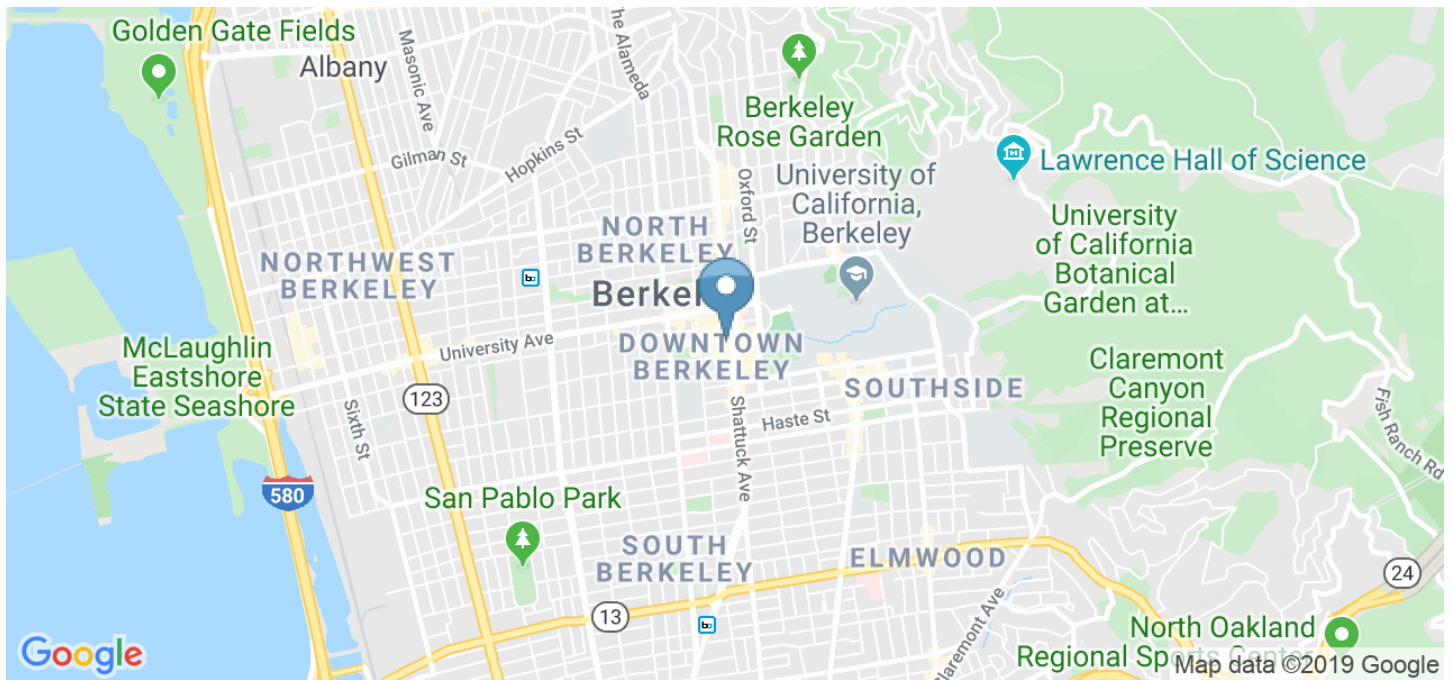 Golden Gate Fields
Albany
Masonic Ave
The Alameda
Berkeley
Rose Garden
Gilman St
Hopkins St
Oxford St
University of
California,
Berkeley
Lawrence Hall of Science
University
of California
Botanical
Garden at...
NORTH
BERKELEY
NORTHWEST
BERKELEY
Berkel
University Ave
DOWNTOWN
BERKELEY
McLaughlin
Eastshore
State Seashore
Sixth St
123
SOUTHSIDE
Claremont
Canyon
Regional
Preserve
Shattuck Ave
Haste St
Fish Ranch Rd
580
San Pablo Park
SOUTH
BERKELEY
ELMWOOD
24
13
Claremont Ave
North Oakland
Regional Sports Center
Google
Map data ©2019 Google